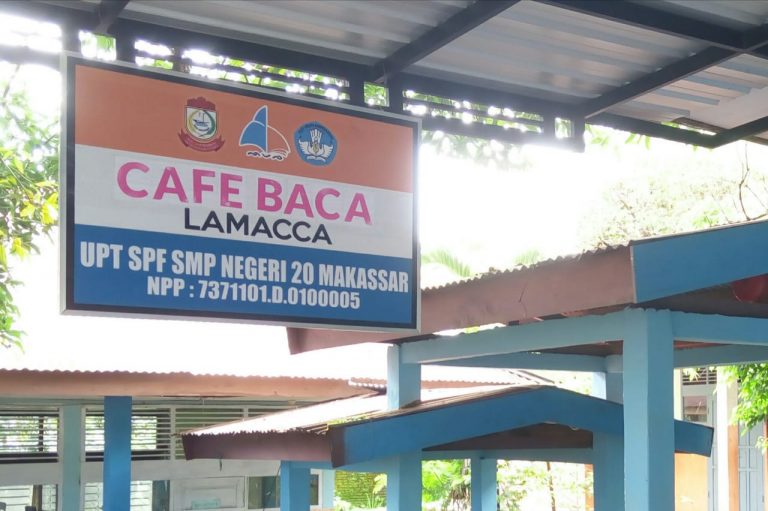 CAFE BACA
LAMACCA
UPT SPF SMP NEGERI 20 MAKASSAR
NPP : 7371101.D.0100005